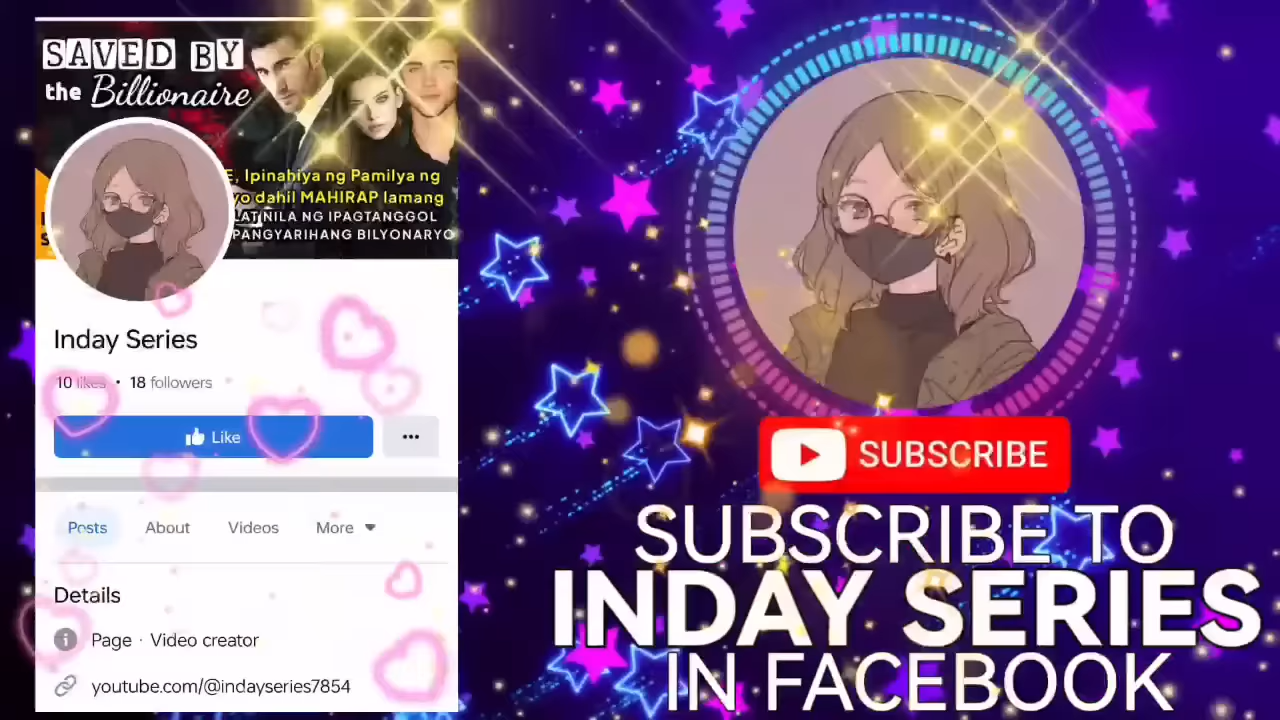 SAVED BY
the Billionaire
E, Ipinahiya ng Pamilya ng
yo dahil MAHIRAP lamang
NILA NG IPAGTANGGOL
PANGYARIHANG BILYONARYO
Inday Series
10 likes • 18 followers
Like
Posts About Videos More
Details
Page · Video creator
youtube.com/@indayseries7854
SUBSCRIBE
SUBSCRIBE TO
INDAY SERIES
IN FACEBOOK